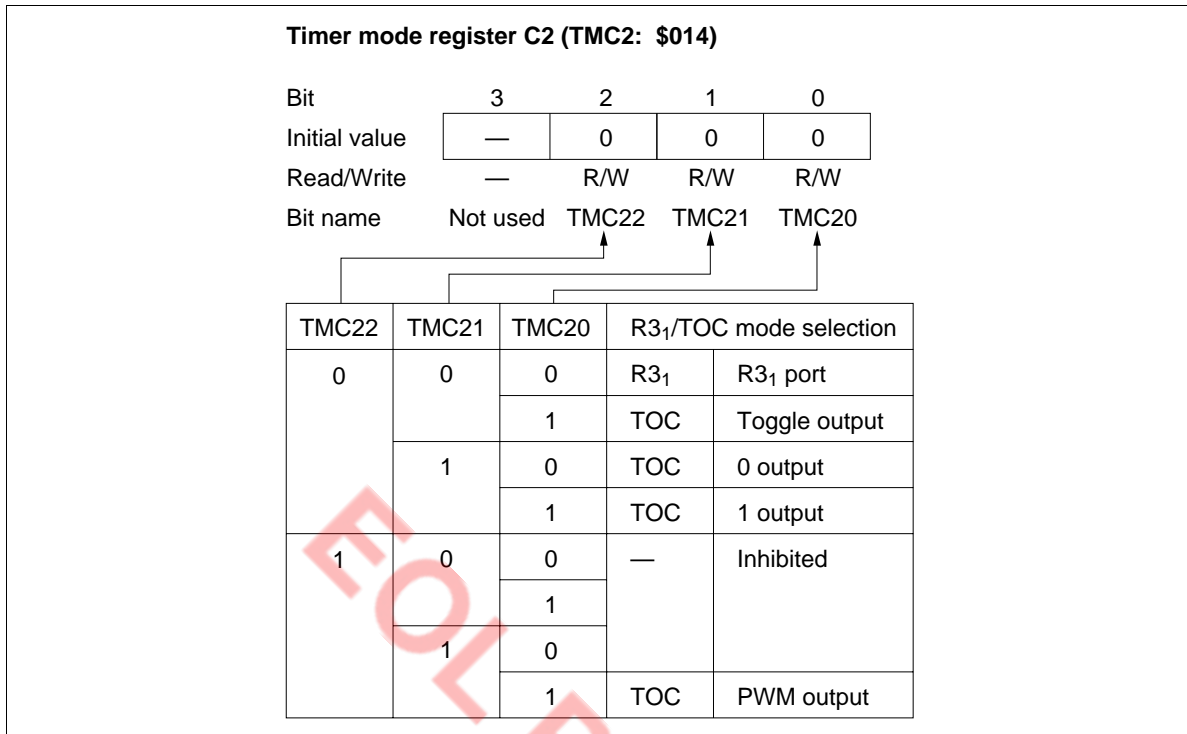 Timer mode register C2 (TMC2: $014)
Bit 3 2 1 0
Initial value — 0 0 0
Read/Write — R/W R/W R/W
Bit name Not used TMC22 TMC21 TMC20
TMC22 TMC21 TMC20 R3₁/TOC mode selection
0 0 0 R3₁ R3₁ port
1 TOC Toggle output
1 0 TOC 0 output
1 TOC 1 output
1 0 0 — Inhibited
1
1 0
1 TOC PWM output
EOL